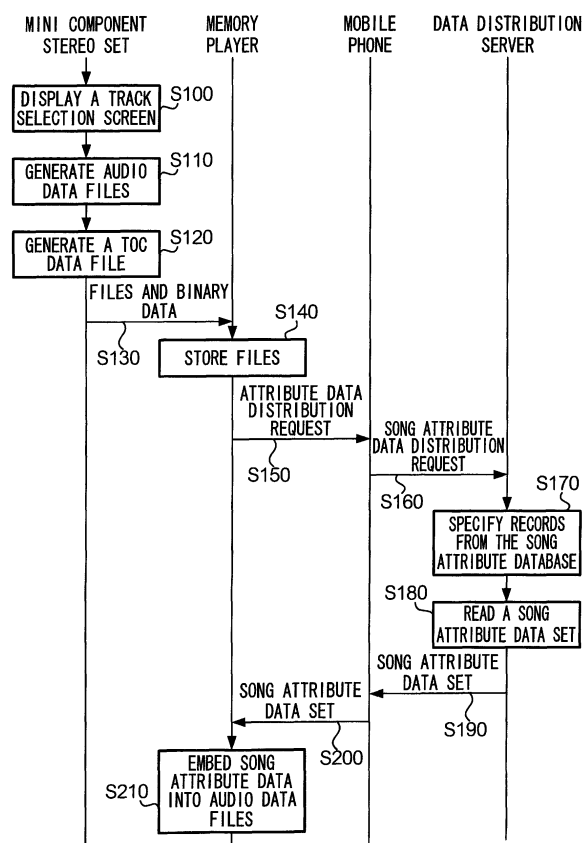 MINI COMPONENT
STEREO SET
MEMORY
PLAYER
MOBILE
PHONE
DATA DISTRIBUTION
SERVER
S100
DISPLAY A TRACK
SELECTION SCREEN
S110
GENERATE AUDIO
DATA FILES
S120
GENERATE A TOC
DATA FILE
FILES AND BINARY
DATA
S130
S140
STORE FILES
ATTRIBUTE DATA
DISTRIBUTION
REQUEST
S150
SONG ATTRIBUTE
DATA DISTRIBUTION
REQUEST
S160
S170
SPECIFY RECORDS
FROM THE SONG
ATTRIBUTE DATABASE
S180
READ A SONG
ATTRIBUTE DATA SET
SONG ATTRIBUTE
DATA SET
S190
SONG ATTRIBUTE
DATA SET
S200
S210
EMBED SONG
ATTRIBUTE DATA
INTO AUDIO DATA
FILES